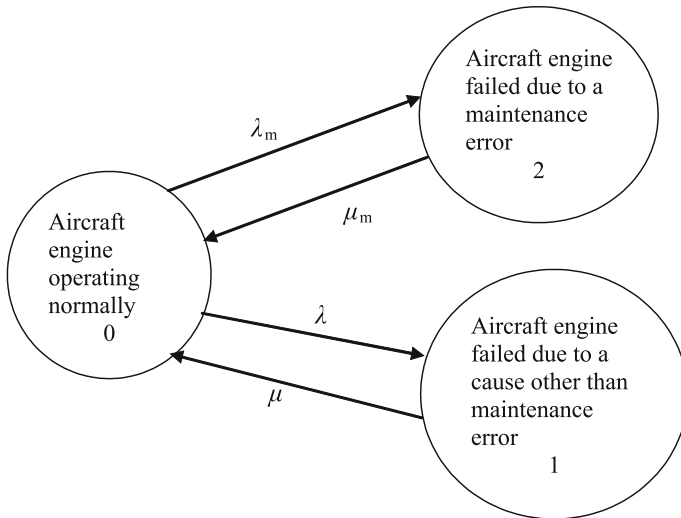 Aircraft engine
failed due to a
maintenance
error
2
λm
μm
Aircraft
engine
operating
normally
0
λ
μ
Aircraft engine
failed due to a
cause other than
maintenance
error
1